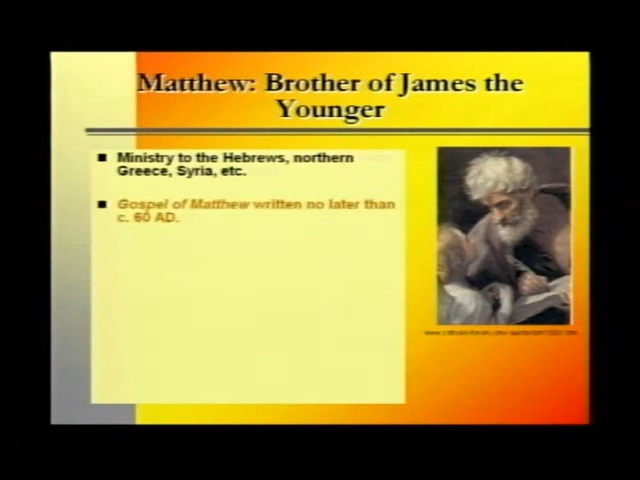 Matthew: Brother of James the
Younger
Ministry to the Hebrews, northern
Greece, Syria, etc.
Gospel of Matthew written no later than
c. 60 AD.